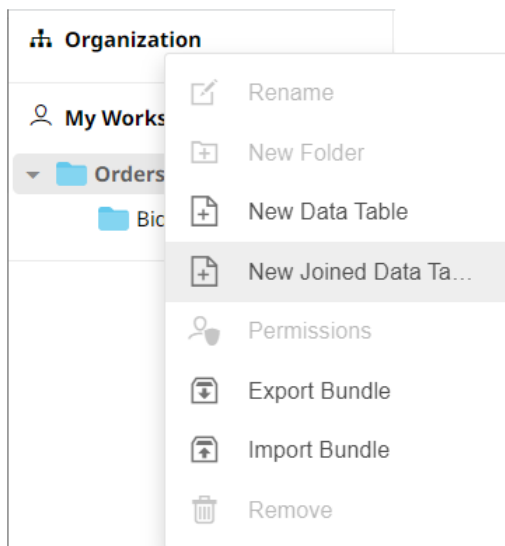 Organization
My Works
Orders
Bic
Rename
New Folder
New Data Table
New Joined Data Ta...
Permissions
Export Bundle
Import Bundle
Remove